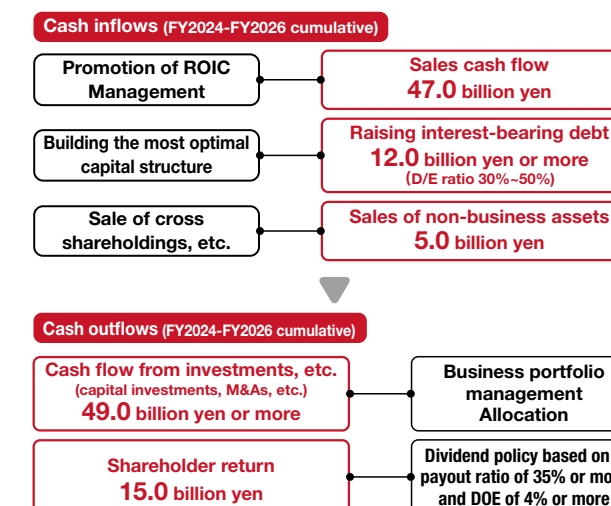 Cash inflows (FY2024-FY2026 cumulative)
Promotion of ROIC
Management
Sales cash flow
47.0 billion yen
Building the most optimal
capital structure
Raising interest-bearing debt
12.0 billion yen or more
(D/E ratio 30%~50%)
Sale of cross
shareholdings, etc.
Sales of non-business assets
5.0 billion yen
Cash outflows (FY2024-FY2026 cumulative)
Cash flow from investments, etc.
(capital investments, M&As, etc.)
49.0 billion yen or more
Business portfolio
management
Allocation
Shareholder return
15.0 billion yen
Dividend policy based on
payout ratio of 35% or mo
and DOE of 4% or more